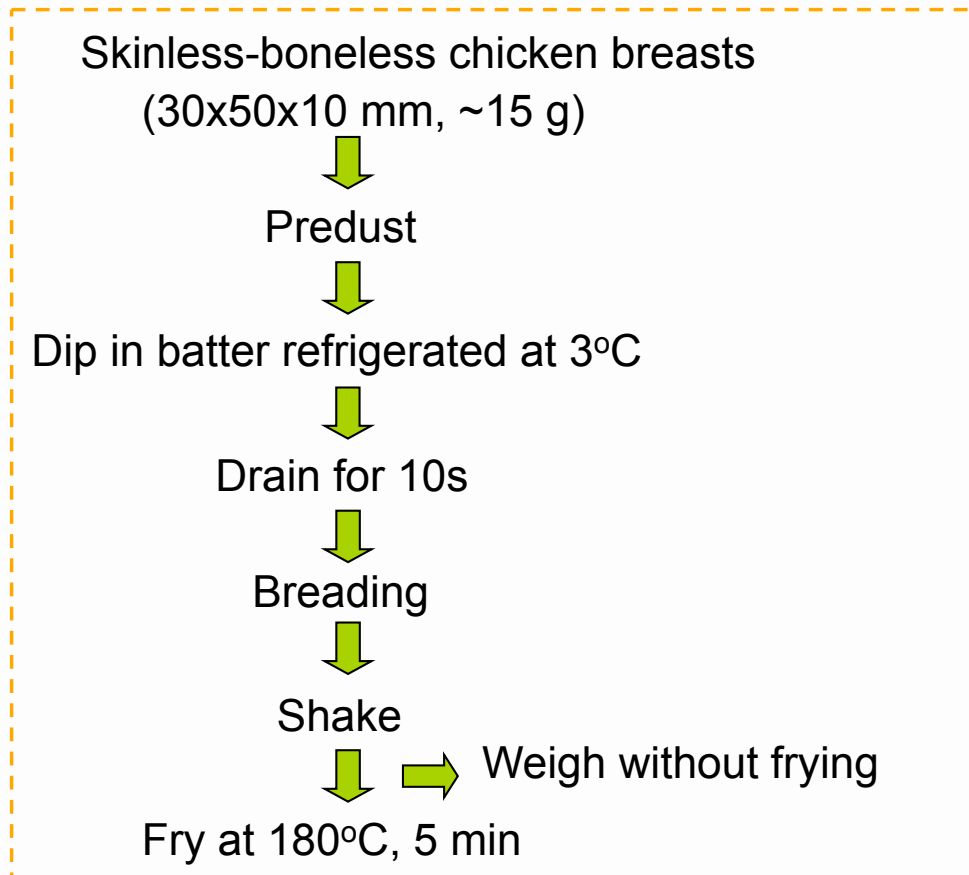 Skinless-boneless chicken breasts
(30x50x10 mm, ~15 g)
Predust
Dip in batter refrigerated at 3ºC
Drain for 10s
Breading
Shake
Weigh without frying
Fry at 180ºC, 5 min